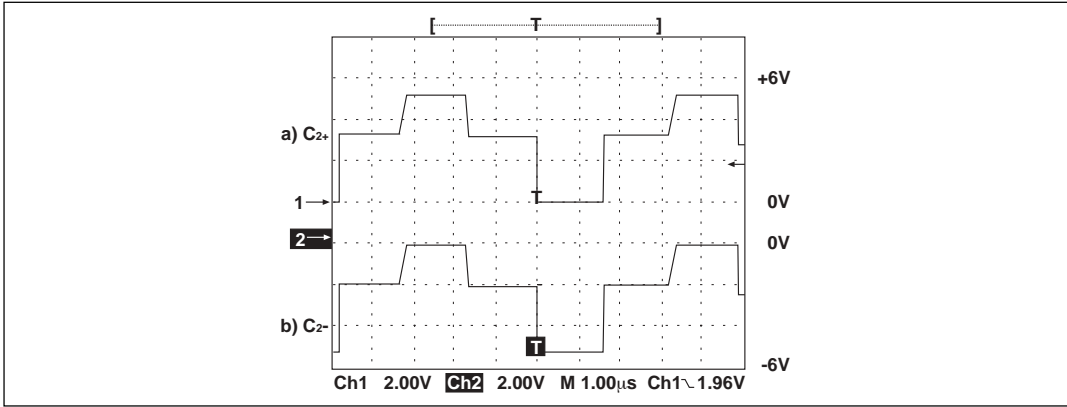 [ T ]
+6V
a) C2+
T
1 0V
2 0V
b) C2-
T
-6V
Ch1 2.00V Ch2 2.00V M 1.00µs Ch1 1.96V